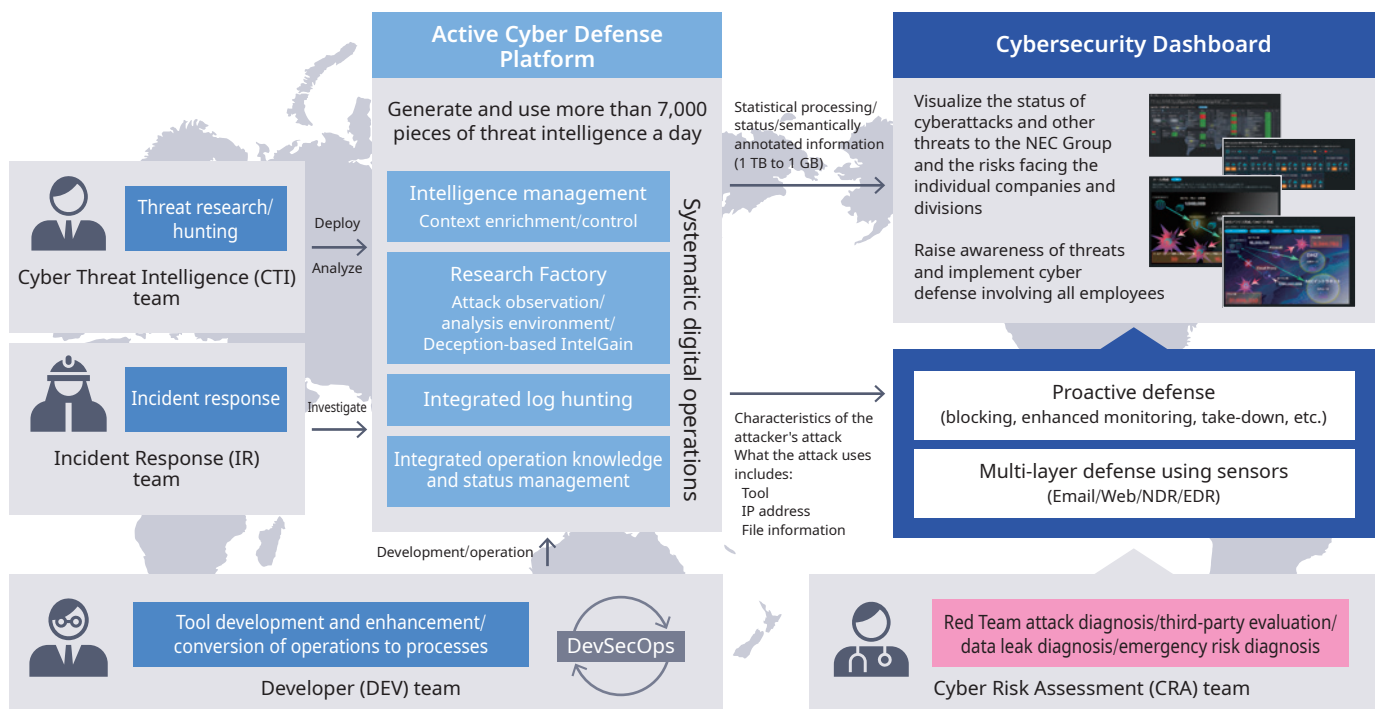 Active Cyber Defense
Platform
Generate and use more than 7,000
pieces of threat intelligence a day
Intelligence management
Context enrichment/control
Research Factory
Attack observation/
analysis environment/
Deception-based IntelGain
Integrated log hunting
Integrated operation knowledge
and status management
Systematic digital operations
Threat research/
hunting
Cyber Threat Intelligence (CTI)
team
Deploy
Analyze
Incident response
Incident Response (IR)
team
Investigate
Development/operation
Tool development and enhancement/
conversion of operations to processes
DevSecOps
Developer (DEV) team
Statistical processing/
status/semantically
annotated information
(1 TB to 1 GB)
Characteristics of the
attacker's attack
What the attack uses
includes:
Tool
IP address
File information
Cybersecurity Dashboard
Visualize the status of
cyberattacks and other
threats to the NEC Group
and the risks facing the
individual companies and
divisions
Raise awareness of threats
and implement cyber
defense involving all employees
Proactive defense
(blocking, enhanced monitoring, take-down, etc.)
Multi-layer defense using sensors
(Email/Web/NDR/EDR)
Red Team attack diagnosis/third-party evaluation/
data leak diagnosis/emergency risk diagnosis
Cyber Risk Assessment (CRA) team